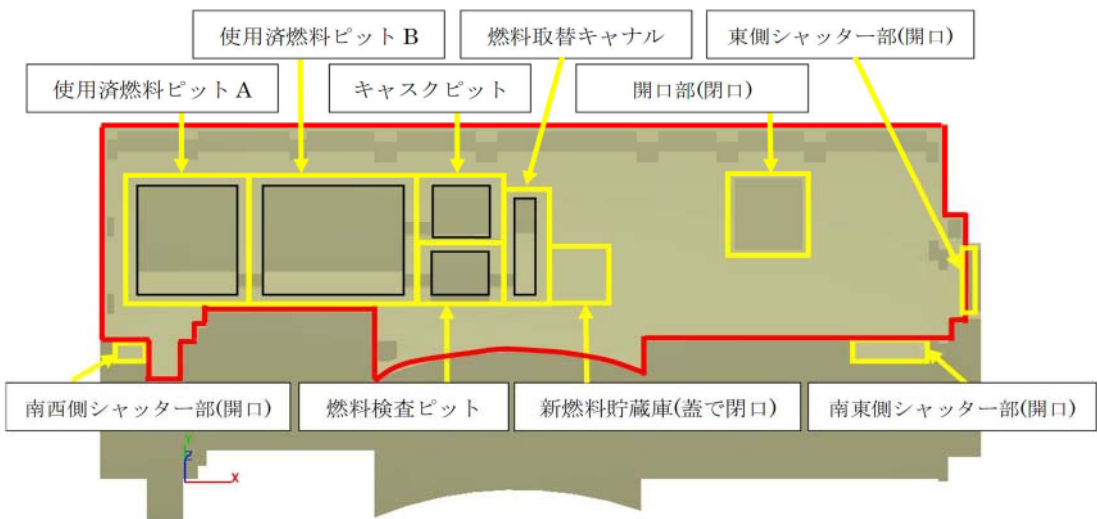 使用済燃料ピット B
燃料取替キャナル
東側シャッター部(開口)
使用済燃料ピット A
キャスクピット
開口部(閉口)
南西側シャッター部(開口)
燃料検査ピット
新燃料貯蔵庫(蓋で閉口)
南東側シャッター部(開口)
Y
Z
X